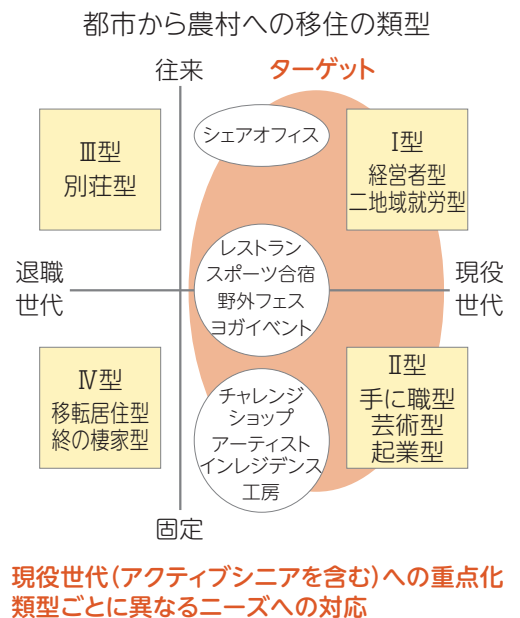 都市から農村への移住の類型
往来
ターゲット
シェアオフィス
Ⅲ型
別荘型
Ⅰ型
経営者型
二地域就労型
退職
世代
レストラン
スポーツ合宿
野外フェス
ヨガイベント
現役
世代
Ⅳ型
移転居住型
終の棲家型
チャレンジ
ショップ
アーティスト
インレジデンス
工房
Ⅱ型
手に職型
芸術型
起業型
固定
現役世代(アクティブシニアを含む)への重点化
類型ごとに異なるニーズへの対応